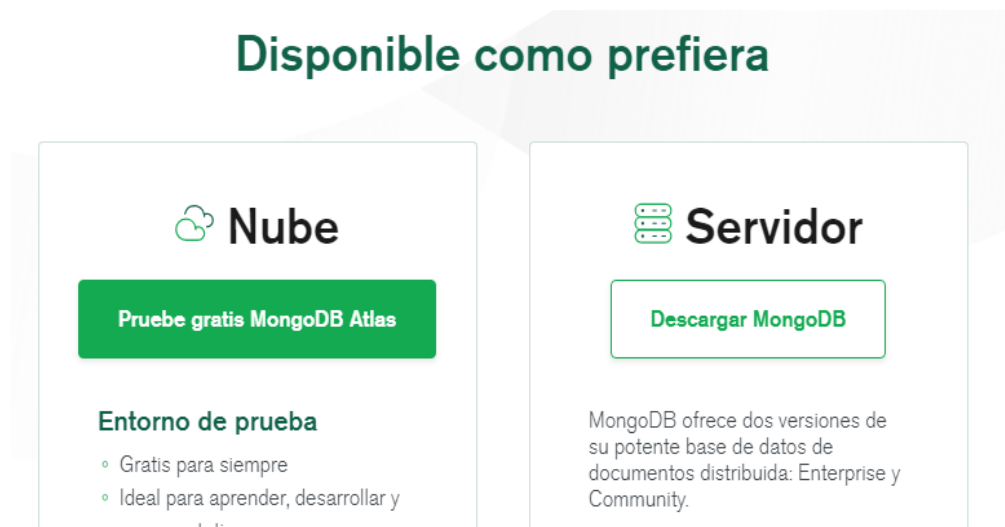 Disponible como prefiera
Nube
Pruebe gratis MongoDB Atlas
Entorno de prueba
Gratis para siempre
Ideal para aprender, desarrollar y
Servidor
Descargar MongoDB
MongoDB ofrece dos versiones de
su potente base de datos de
documentos distribuida: Enterprise y
Community.